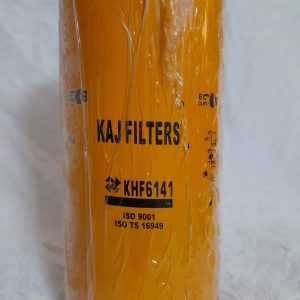 KAJ FILTERS
KHF6141
ISO 9001
ISO TS 16949